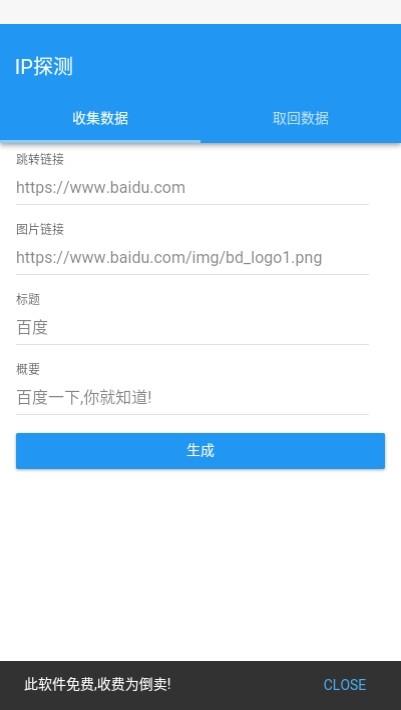 IP探测
收集数据 取回数据
跳转链接
https://www.baidu.com
图片链接
https://www.baidu.com/img/bd_logo1.png
标题
百度
概要
百度一下,你就知道!
生成
此软件免费,收费为倒卖! CLOSE